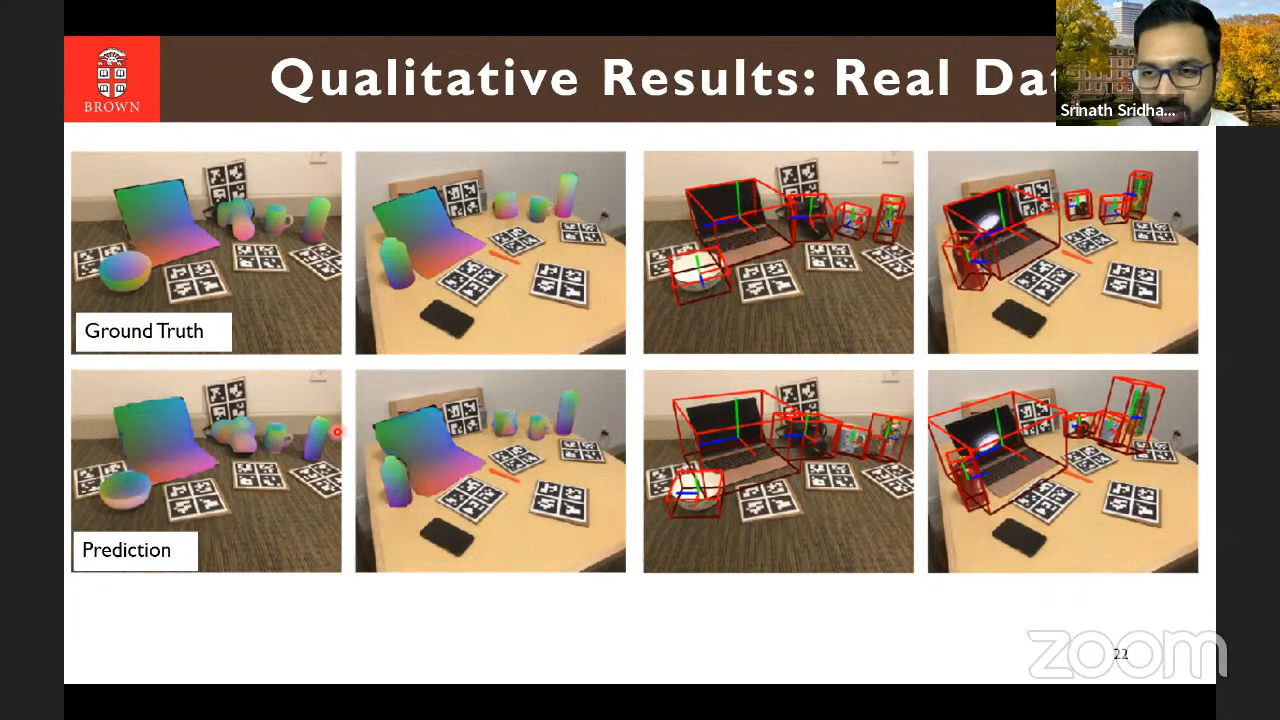 BROWN
Qualitative Results: Real Dat
Srinath Sridha...
Ground Truth
Prediction
zoom
22